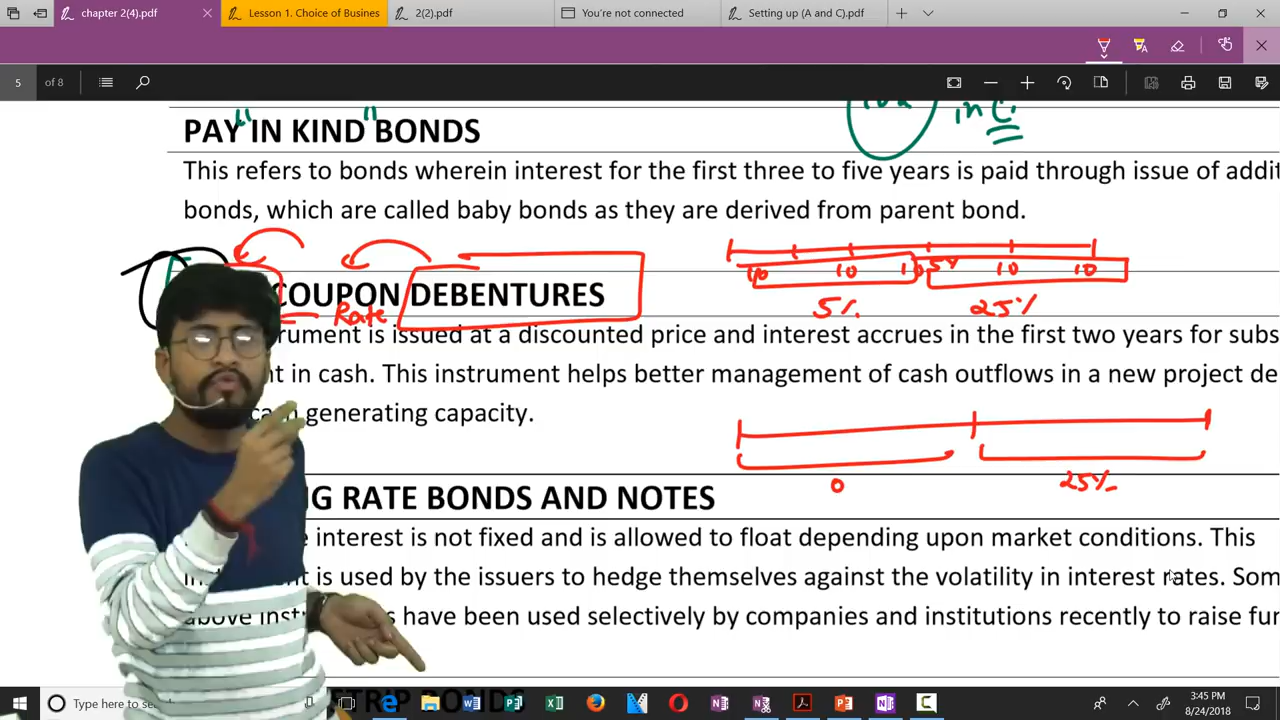 chapter 2(4).pdf
Lesson 1. Choice of Busines
2(2).pdf
You're not connected
Setting up (A and C).pdf
5 of 8
in
PAY "IN KIND" BONDS
This refers to bonds wherein interest for the first three to five years is paid through issue of addit
bonds, which are called baby bonds as they are derived from parent bond.
10 10 10 5Y 10 10
COUPON DEBENTURES
Rate
5% 25%
rument is issued at a discounted price and interest accrues in the first two years for subs
nt in cash. This instrument helps better management of cash outflows in a new project de
cash generating capacity.
0 25%
NG RATE BONDS AND NOTES
e interest is not fixed and is allowed to float depending upon market conditions. This
is used by the issuers to hedge themselves against the volatility in interest rates. Som
above inst s have been used selectively by companies and institutions recently to raise fun
STRIP BONDS
Type here to sea
3:45 PM
8/24/2018